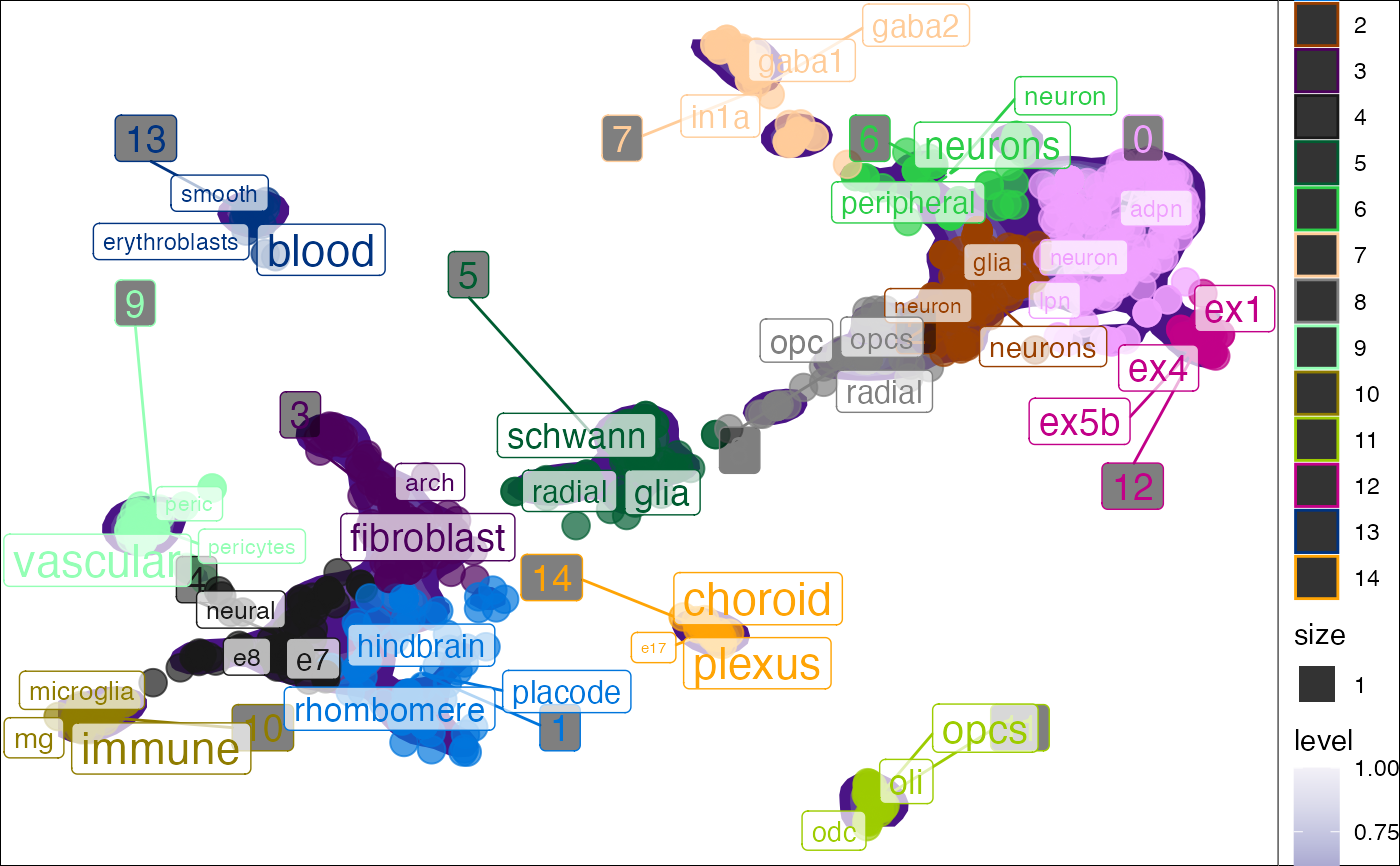 gaba2
gaba1
in1a
7
neuron
6
neurons
peripheral
0
adpn
neuron
lpn
glia
neuron
neurons
ex1
ex4
ex5b
12
13
smooth
erythroblasts
blood
9
5
opc
opcs
radial
3
schwann
radial
glia
arch
fibroblast
peric
pericytes
vascular
4
neural
e8
e7
14
choroid
e17
plexus
hindbrain
placode
rhombomere
1
microglia
mg
immune
10
opcs
oli
odc
2
3
4
5
6
7
8
9
10
11
12
13
14
size
1
level
1.00
0.75